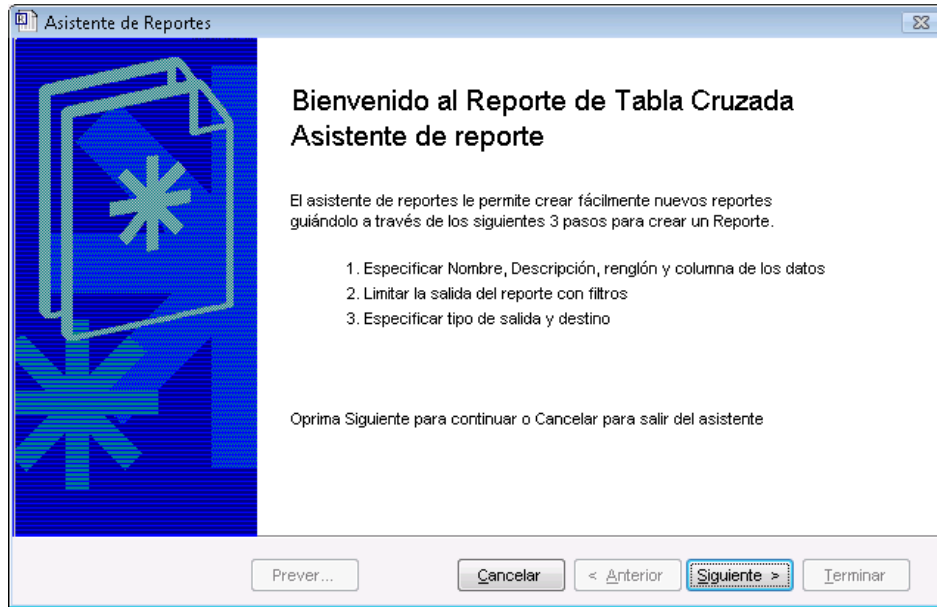 Asistente de Reportes
Bienvenido al Reporte de Tabla Cruzada
Asistente de reporte
El asistente de reportes le permite crear fácilmente nuevos reportes
guiándolo a través de los siguientes 3 pasos para crear un Reporte.
1. Especificar Nombre, Descripción, renglón y columna de los datos
2. Limitar la salida del reporte con filtros
3. Especificar tipo de salida y destino
Oprima Siguiente para continuar o Cancelar para salir del asistente
Prever... Cancelar < Anterior Siguiente > Terminar